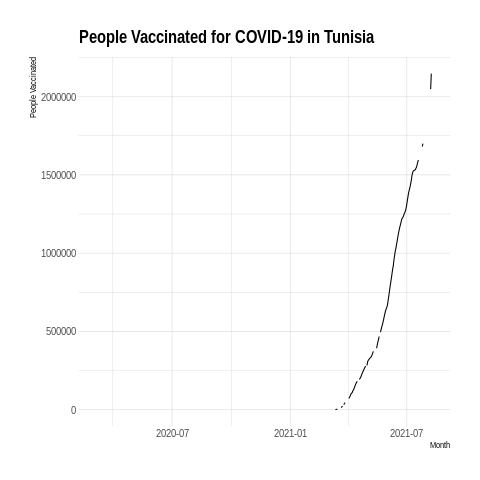 People Vaccinated for COVID-19 in Tunisia
People Vaccinated
2000000
1500000
1000000
500000
0
2020-07
2021-01
2021-07
Month